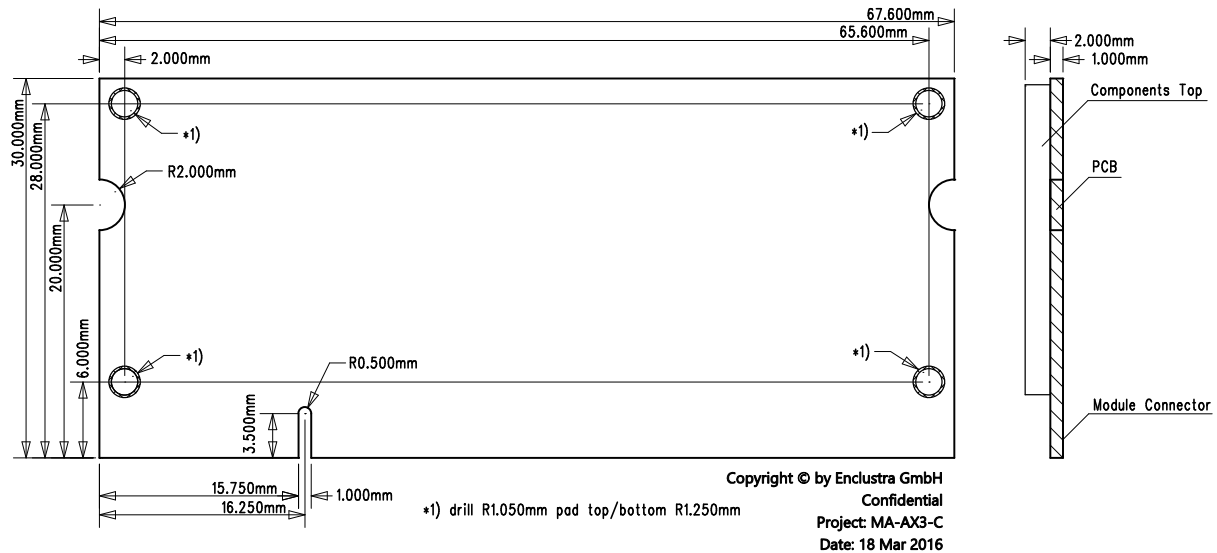 67.600mm
65.600mm
2.000mm
2.000mm
1.000mm
Components Top
*1)
*1)
30.000mm
28.000mm
R2.000mm
PCB
20.000mm
*1)
*1)
6.000mm
R0.500mm
3.500mm
Module Connector
15.750mm
1.000mm
16.250mm
*1) drill R1.050mm pad top/bottom R1.250mm
Copyright © by Enclustra GmbH
Confidential
Project: MA-AX3-C
Date: 18 Mar 2016